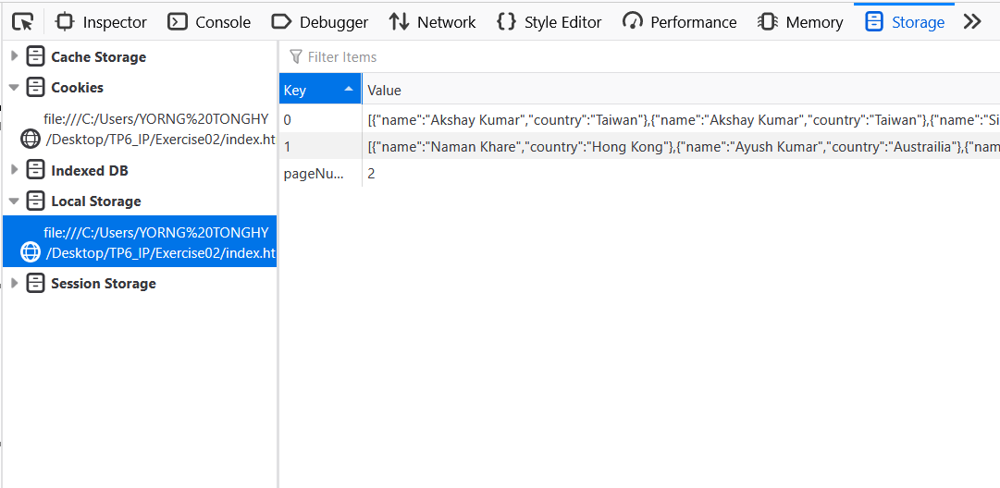 Inspector Console Debugger Network Style Editor Performance Memory Storage
Cache Storage
Cookies
file:///C:/Users/YORNG%20TONGHY
/Desktop/TP6_IP/Exercise02/index.ht
Indexed DB
Local Storage
file:///C:/Users/YORNG%20TONGHY
/Desktop/TP6_IP/Exercise02/index.ht
Session Storage
Filter Items
Key Value
0 [{"name":"Akshay Kumar","country":"Taiwan"},{"name":"Akshay Kumar","country":"Taiwan"},{"name":"Si
1 [{"name":"Naman Khare","country":"Hong Kong"},{"name":"Ayush Kumar","country":"Austrailia"},{"nam
pageNu... 2